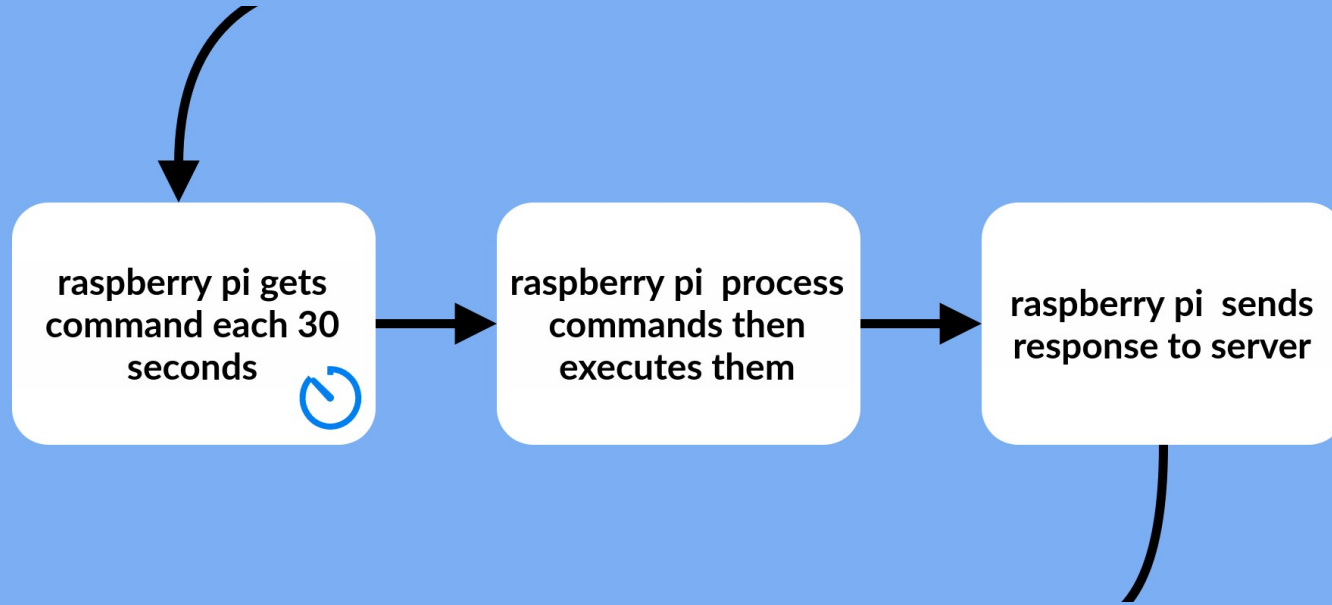 raspberry pi gets
command each 30
seconds
raspberry pi  process
commands then
executes them
raspberry pi  sends
response to server